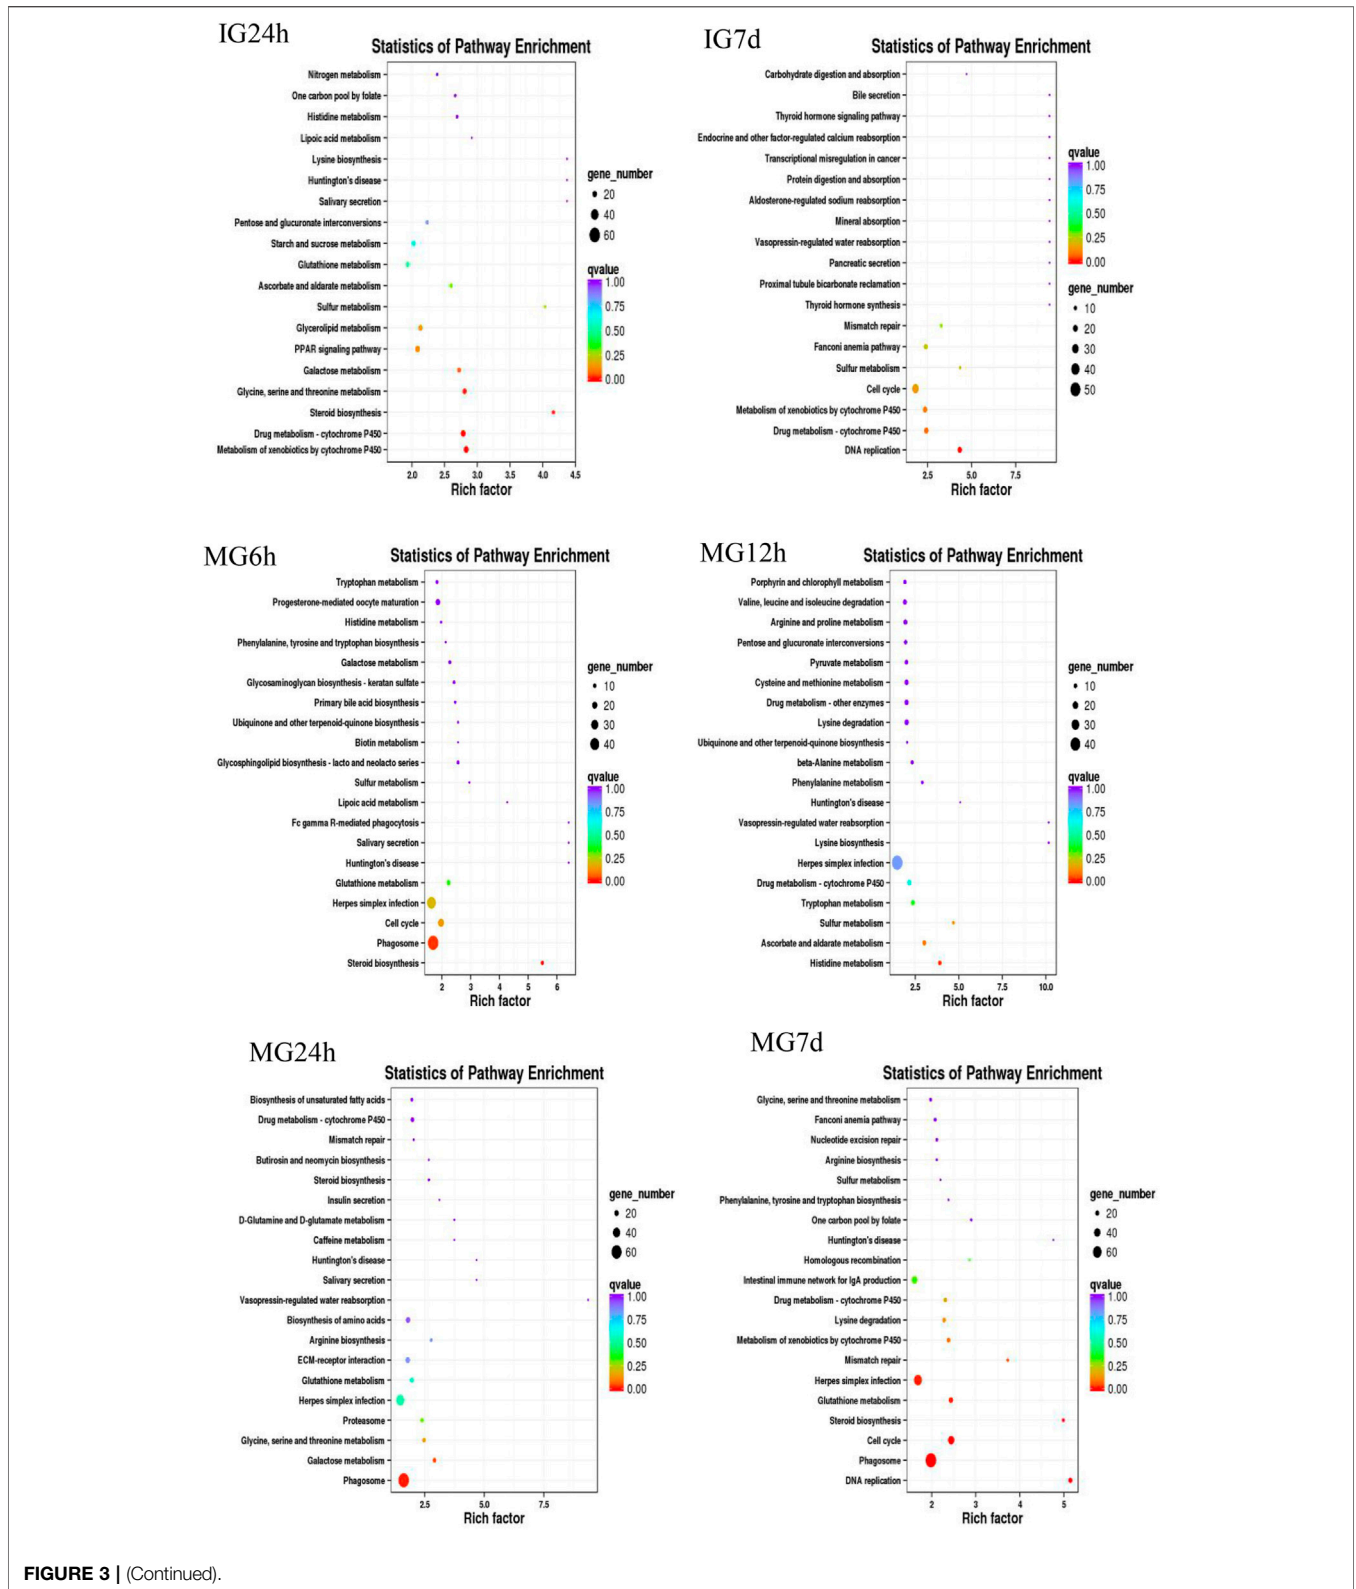 IG24h
Statistics of Pathway Enrichment
Nitrogen metabolism
One carbon pool by folate
Histidine metabolism
Lipoic acid metabolism
Lysine biosynthesis
Huntington's disease
Salivary secretion
Pentose and glucuronate interconversions
Starch and sucrose metabolism
Glutathione metabolism
Ascorbate and aldarate metabolism
Sulfur metabolism
Glycerolipid metabolism
PPAR signaling pathway
Galactose metabolism
Glycine, serine and threonine metabolism
Steroid biosynthesis
Drug metabolism - cytochrome P450
Metabolism of xenobiotics by cytochrome P450
2.0 2.5 3.0 3.5 4.0 4.5
Rich factor
gene_number
20
40
60
qvalue
1.00
0.75
0.50
0.25
0.00
IG7d
Statistics of Pathway Enrichment
Carbohydrate digestion and absorption
Bile secretion
Thyroid hormone signaling pathway
Endocrine and other factor-regulated calcium reabsorption
Transcriptional misregulation in cancer
Protein digestion and absorption
Aldosterone-regulated sodium reabsorption
Mineral absorption
Vasopressin-regulated water reabsorption
Pancreatic secretion
Proximal tubule bicarbonate reclamation
Thyroid hormone synthesis
Mismatch repair
Fanconi anemia pathway
Sulfur metabolism
Cell cycle
Metabolism of xenobiotics by cytochrome P450
Drug metabolism - cytochrome P450
DNA replication
2.5 5.0 7.5
Rich factor
qvalue
1.00
0.75
0.50
0.25
0.00
gene_number
10
20
30
40
50
MG6h
Statistics of Pathway Enrichment
Tryptophan metabolism
Progesterone-mediated oocyte maturation
Histidine metabolism
Phenylalanine, tyrosine and tryptophan biosynthesis
Galactose metabolism
Glycosaminoglycan biosynthesis - keratan sulfate
Primary bile acid biosynthesis
Ubiquinone and other terpenoid-quinone biosynthesis
Biotin metabolism
Glycosphingolipid biosynthesis - lacto and neolacto series
Sulfur metabolism
Lipoic acid metabolism
Fc gamma R-mediated phagocytosis
Salivary secretion
Huntington's disease
Glutathione metabolism
Herpes simplex infection
Cell cycle
Phagosome
Steroid biosynthesis
2 3 4 5 6
Rich factor
gene_number
10
20
30
40
qvalue
1.00
0.75
0.50
0.25
0.00
MG12h
Statistics of Pathway Enrichment
Porphyrin and chlorophyll metabolism
Valine, leucine and isoleucine degradation
Arginine and proline metabolism
Pentose and glucuronate interconversions
Pyruvate metabolism
Cysteine and methionine metabolism
Drug metabolism - other enzymes
Lysine degradation
Ubiquinone and other terpenoid-quinone biosynthesis
beta-Alanine metabolism
Phenylalanine metabolism
Huntington's disease
Vasopressin-regulated water reabsorption
Lysine biosynthesis
Herpes simplex infection
Drug metabolism - cytochrome P450
Tryptophan metabolism
Sulfur metabolism
Ascorbate and aldarate metabolism
Histidine metabolism
2.5 5.0 7.5 10.0
Rich factor
gene_number
10
20
30
40
qvalue
1.00
0.75
0.50
0.25
0.00
MG24h
Statistics of Pathway Enrichment
Biosynthesis of unsaturated fatty acids
Drug metabolism - cytochrome P450
Mismatch repair
Butirosin and neomycin biosynthesis
Steroid biosynthesis
Insulin secretion
D-Glutamine and D-glutamate metabolism
Caffeine metabolism
Huntington's disease
Salivary secretion
Vasopressin-regulated water reabsorption
Biosynthesis of amino acids
Arginine biosynthesis
ECM-receptor interaction
Glutathione metabolism
Herpes simplex infection
Proteasome
Glycine, serine and threonine metabolism
Galactose metabolism
Phagosome
2.5 5.0 7.5
Rich factor
gene_number
20
40
60
qvalue
1.00
0.75
0.50
0.25
0.00
MG7d
Statistics of Pathway Enrichment
Glycine, serine and threonine metabolism
Fanconi anemia pathway
Nucleotide excision repair
Arginine biosynthesis
Sulfur metabolism
Phenylalanine, tyrosine and tryptophan biosynthesis
One carbon pool by folate
Huntington's disease
Homologous recombination
Intestinal immune network for IgA production
Drug metabolism - cytochrome P450
Lysine degradation
Metabolism of xenobiotics by cytochrome P450
Mismatch repair
Herpes simplex infection
Glutathione metabolism
Steroid biosynthesis
Cell cycle
Phagosome
DNA replication
2 3 4 5
Rich factor
gene_number
20
40
60
qvalue
1.00
0.75
0.50
0.25
0.00
FIGURE 3 | (Continued).